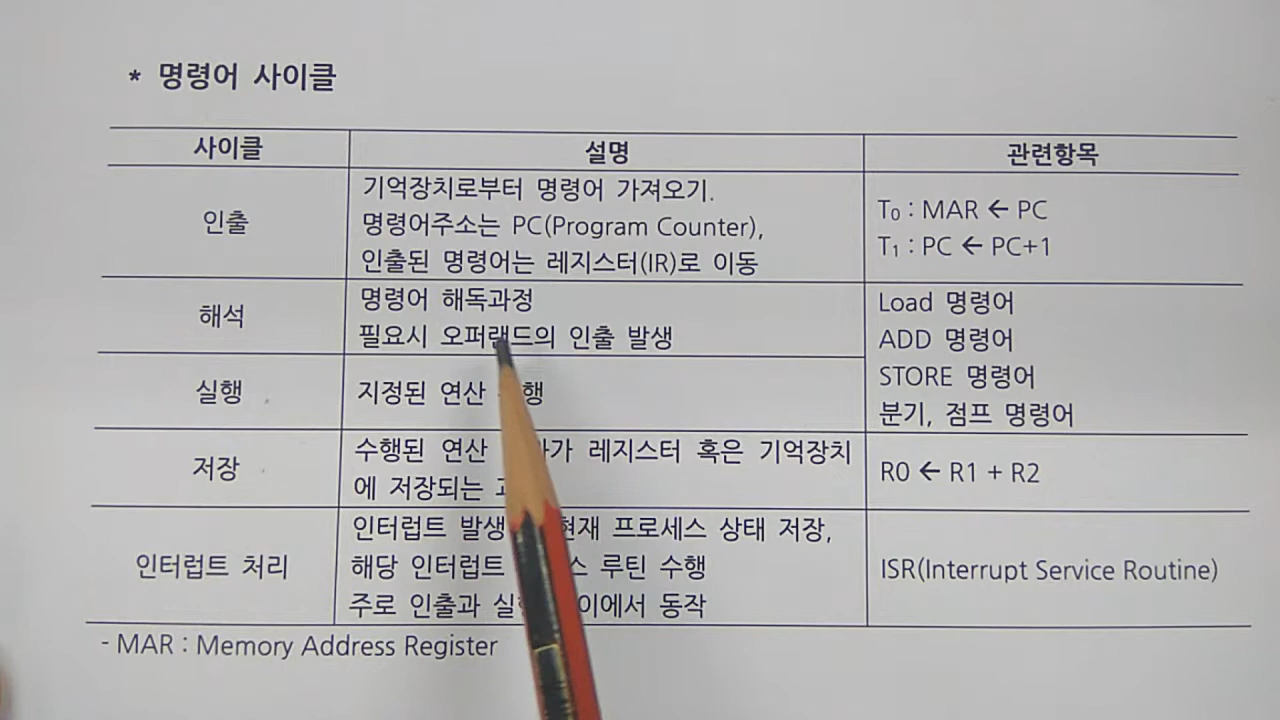 * 명령어 사이클
사이클 설명 관련항목
인출
기억장치로부터 명령어 가져오기.
명령어주소는 PC(Program Counter),
인출된 명령어는 레지스터(IR)로 이동
T₀ : MAR ← PC
T₁ : PC ← PC+1
해석
명령어 해독과정
필요시 오퍼랜드의 인출 발생
Load 명령어
ADD 명령어
STORE 명령어
분기, 점프 명령어
실행
지정된 연산
저장
수행된 연산 레지스터 혹은 기억장치
에 저장되는
R0 ← R1 + R2
인터럽트 처리
인터럽트 발생 현재 프로세스 상태 저장,
해당 인터럽트 루틴 수행
주로 인출과 동작
ISR(Interrupt Service Routine)
- MAR : Memory Address Register